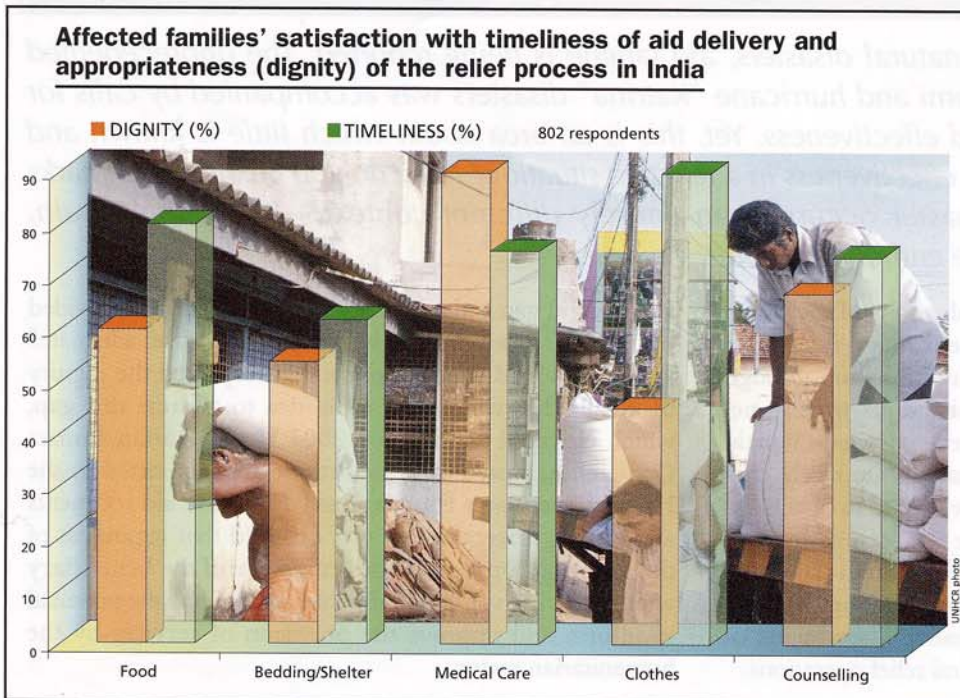 Affected families' satisfaction with timeliness of aid delivery and
appropriateness (dignity) of the relief process in India
DIGNITY (%) TIMELINESS (%) 802 respondents
90
80
70
60
50
40
30
20
10
0
Food Bedding/Shelter Medical Care Clothes Counselling
UNHCR photo